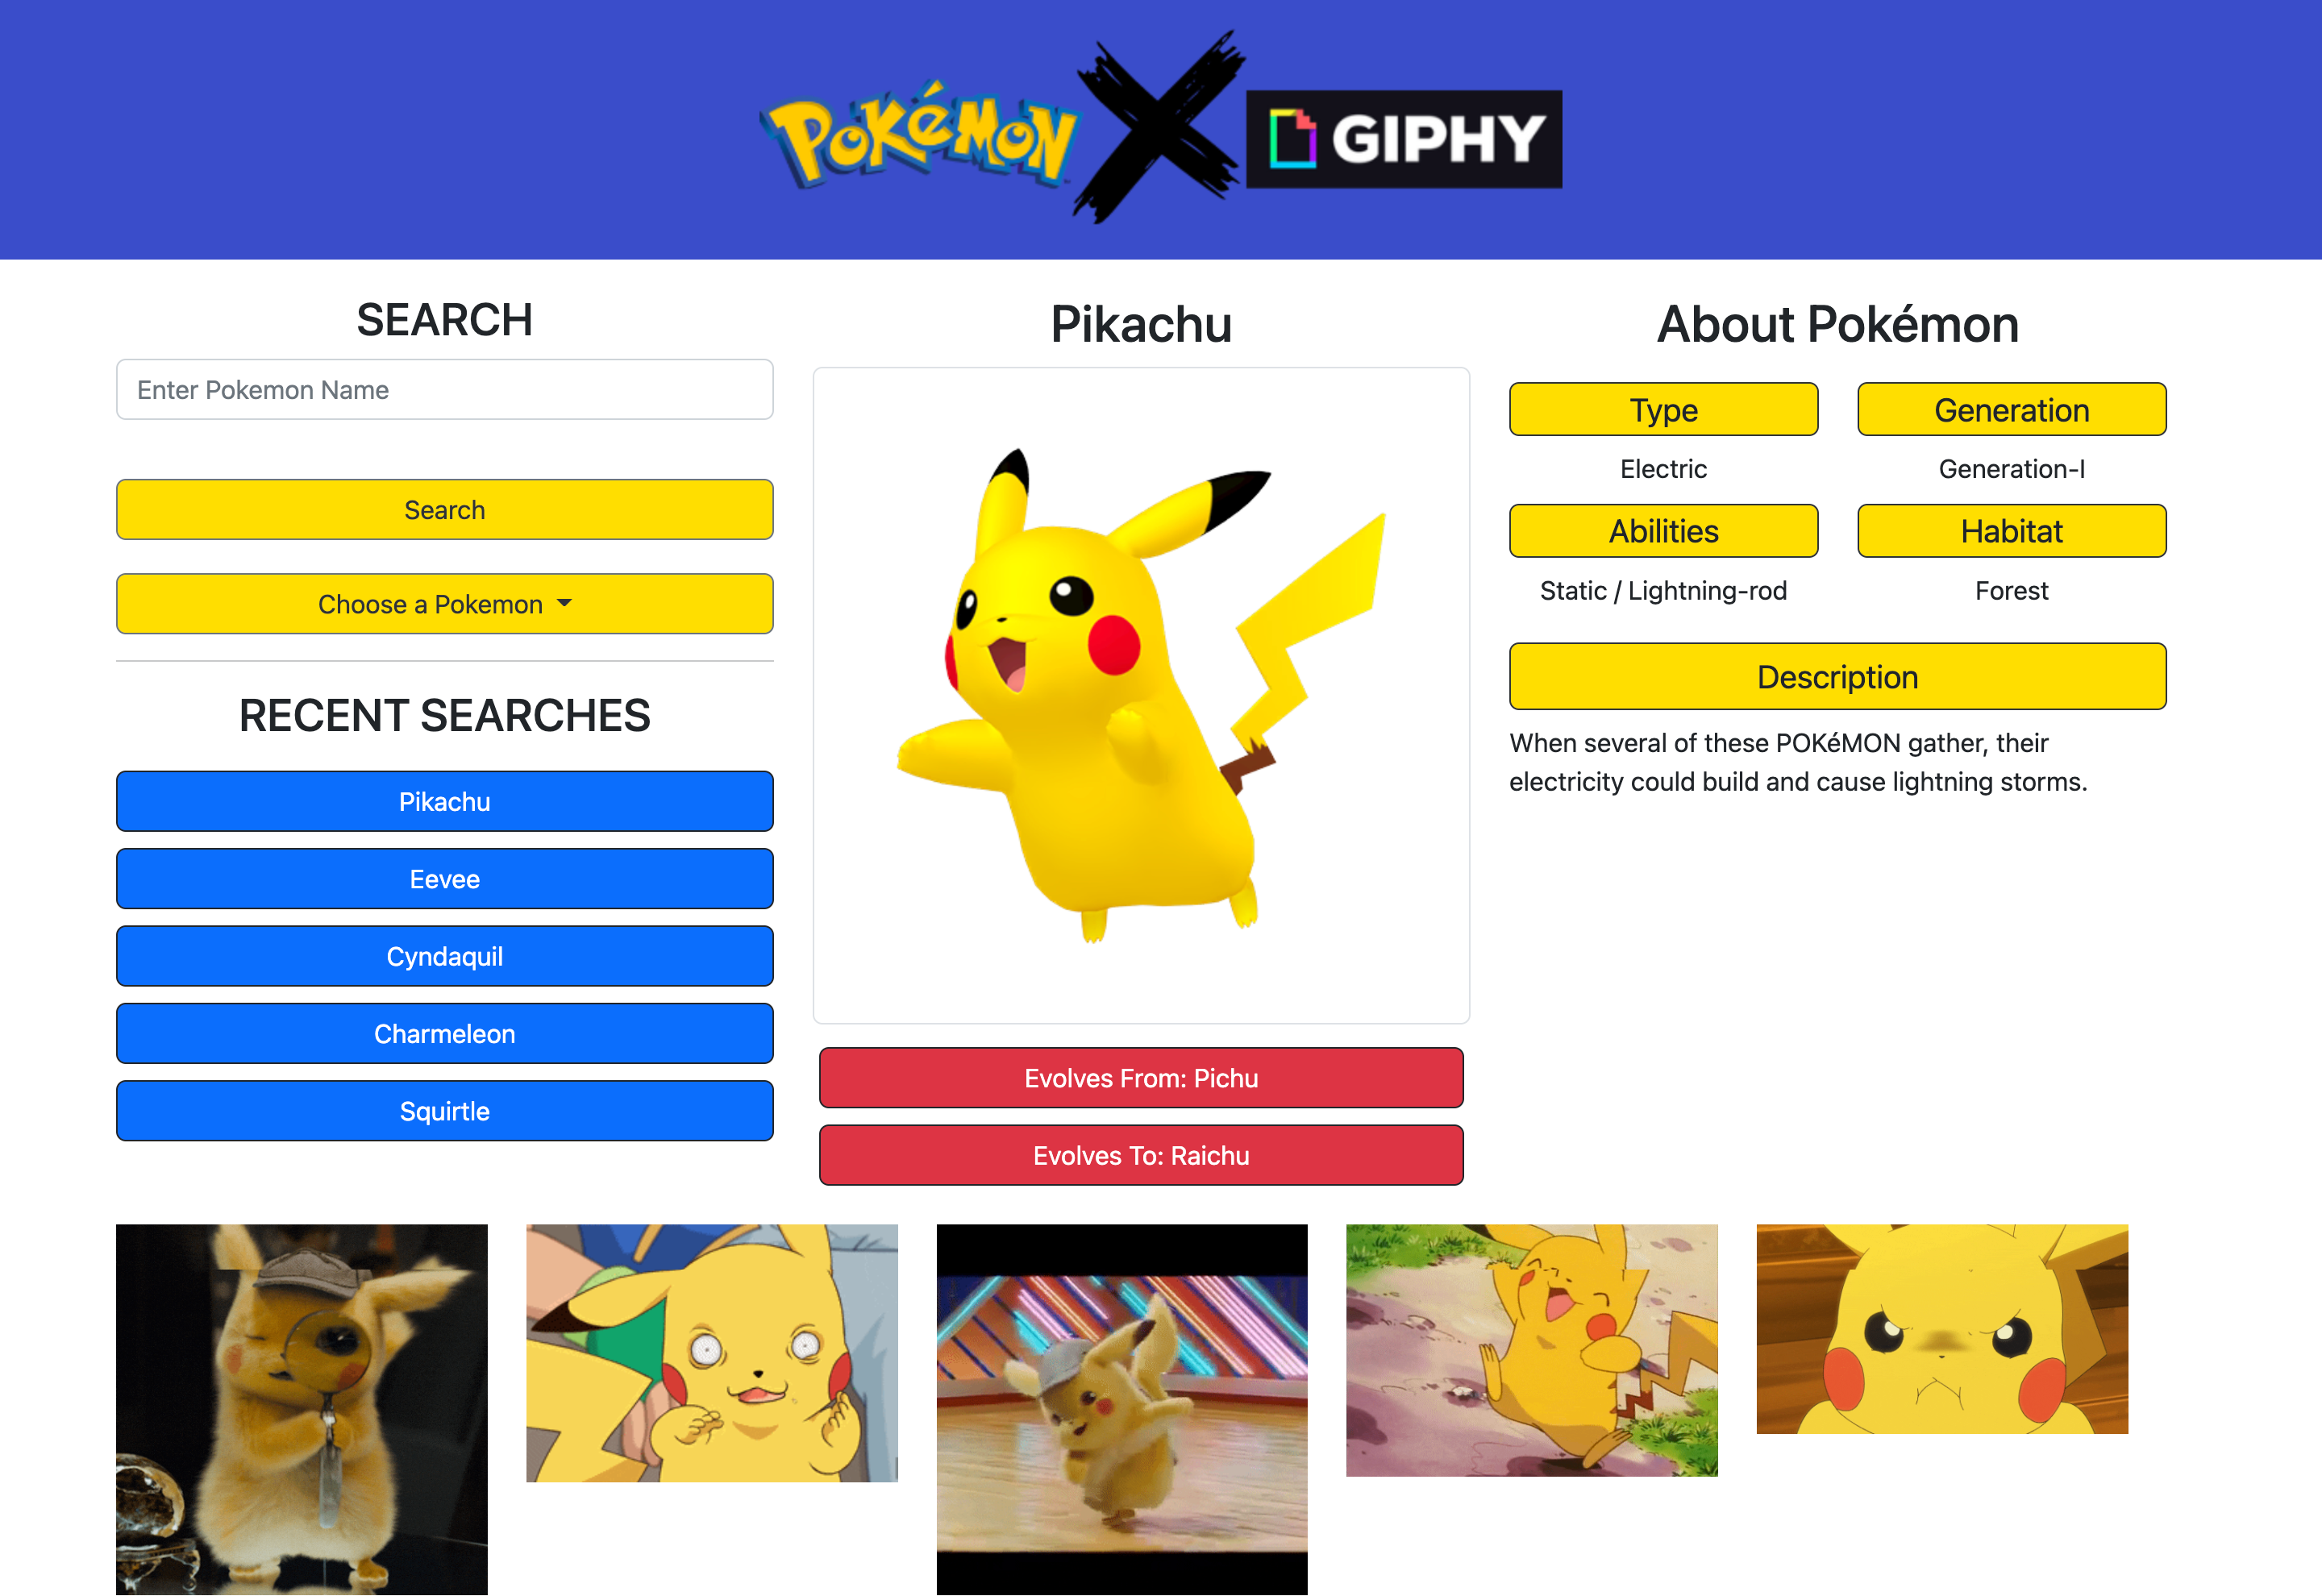 POKéMON X GIPHY
SEARCH
Enter Pokemon Name
Search
Choose a Pokemon
RECENT SEARCHES
Pikachu
Eevee
Cyndaquil
Charmeleon
Squirtle
Pikachu
Evolves From: Pichu
Evolves To: Raichu
About Pokémon
Type
Generation
Electric
Generation-I
Abilities
Habitat
Static / Lightning-rod
Forest
Description
When several of these POKéMON gather, their
electricity could build and cause lightning storms.